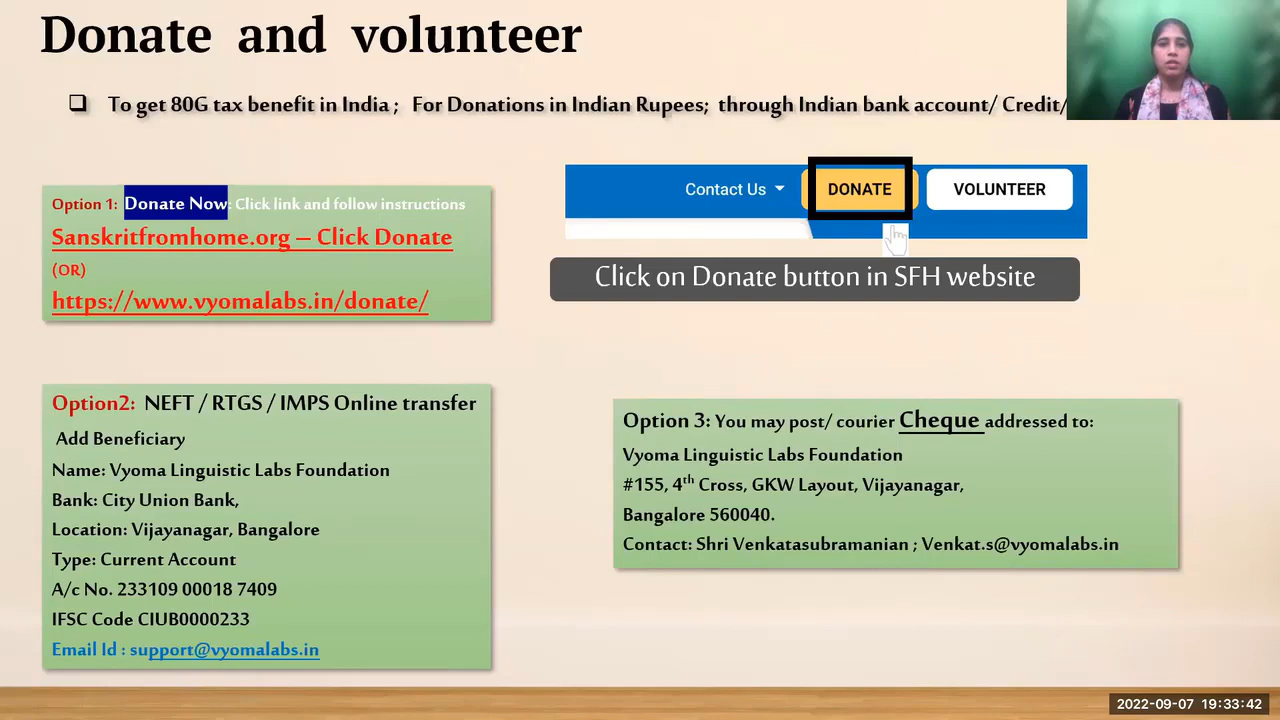 Donate and volunteer
❑ To get 80G tax benefit in India ; For Donations in Indian Rupees; through Indian bank account/ Credit/
Option 1: Donate Now: Click link and follow instructions
Sanskritfromhome.org – Click Donate
(OR)
https://www.vyomalabs.in/donate/
Contact Us DONATE VOLUNTEER
Click on Donate button in SFH website
Option2: NEFT / RTGS / IMPS Online transfer
Add Beneficiary
Name: Vyoma Linguistic Labs Foundation
Bank: City Union Bank,
Location: Vijayanagar, Bangalore
Type: Current Account
A/c No. 233109 00018 7409
IFSC Code CIUB0000233
Email Id : support@vyomalabs.in
Option 3: You may post/ courier Cheque addressed to:
Vyoma Linguistic Labs Foundation
#155, 4th Cross, GKW Layout, Vijayanagar,
Bangalore 560040.
Contact: Shri Venkatasubramanian ; Venkat.s@vyomalabs.in
2022-09-07 19:33:42